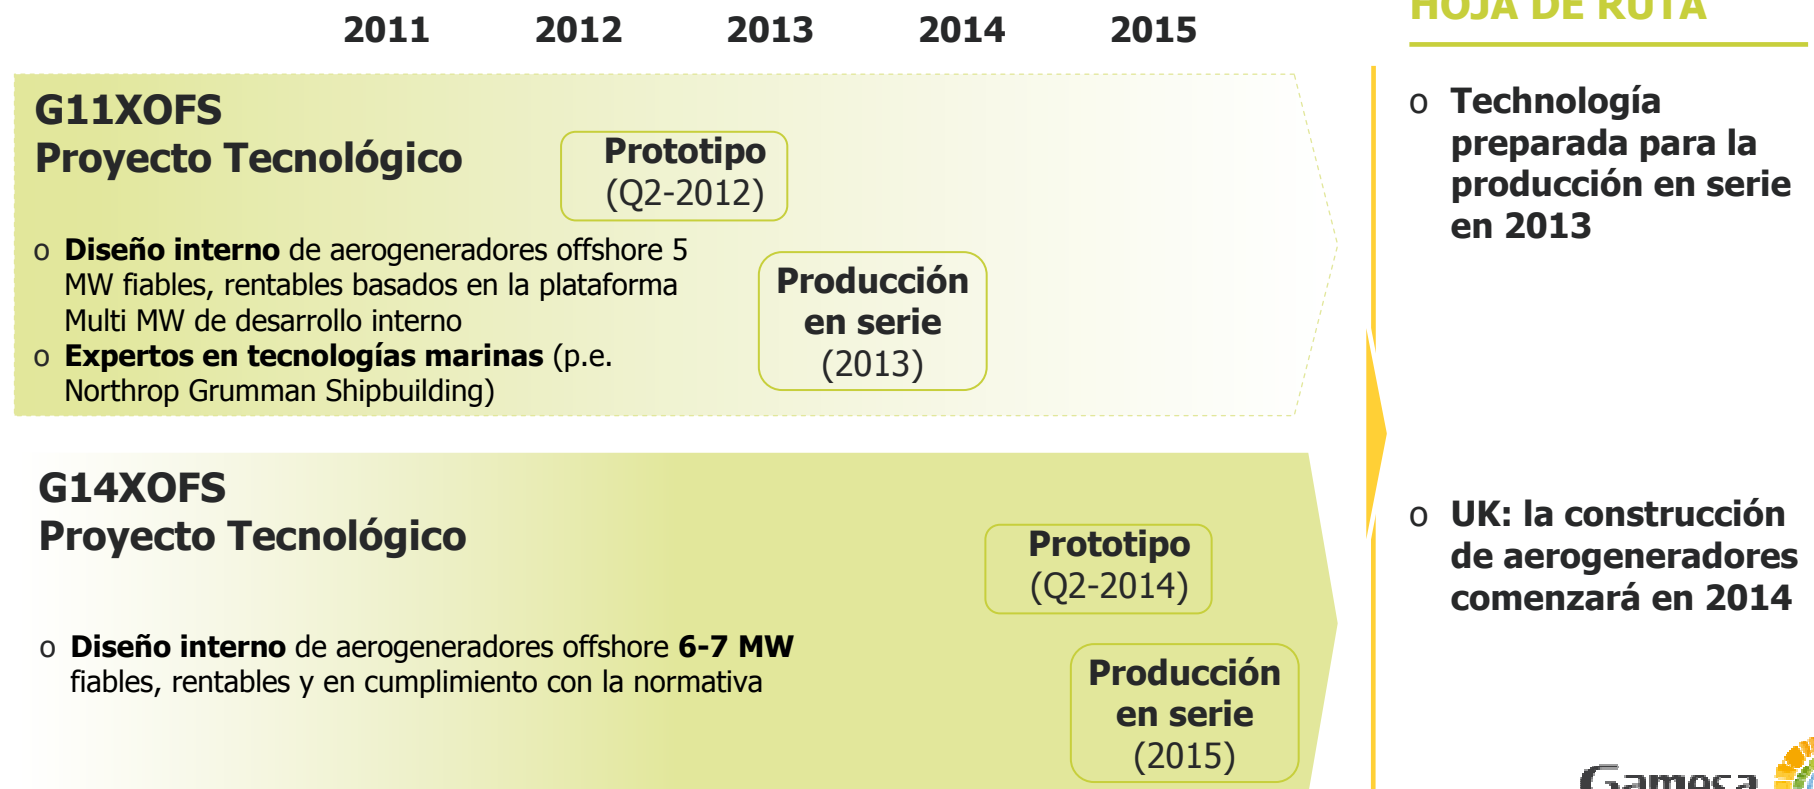 2011 2012 2013 2014 2015
HOJA DE RUTA
G11XOFS
Proyecto Tecnológico
Prototipo
(Q2-2012)
o Diseño interno de aerogeneradores offshore 5
MW fiables, rentables basados en la plataforma
Multi MW de desarrollo interno
o Expertos en tecnologías marinas (p.e.
Northrop Grumman Shipbuilding)
Producción
en serie
(2013)
o Technología
preparada para la
producción en serie
en 2013
G14XOFS
Proyecto Tecnológico
Prototipo
(Q2-2014)
o Diseño interno de aerogeneradores offshore 6-7 MW
fiables, rentables y en cumplimiento con la normativa
Producción
en serie
(2015)
o UK: la construcción
de aerogeneradores
comenzará en 2014
Gamesa